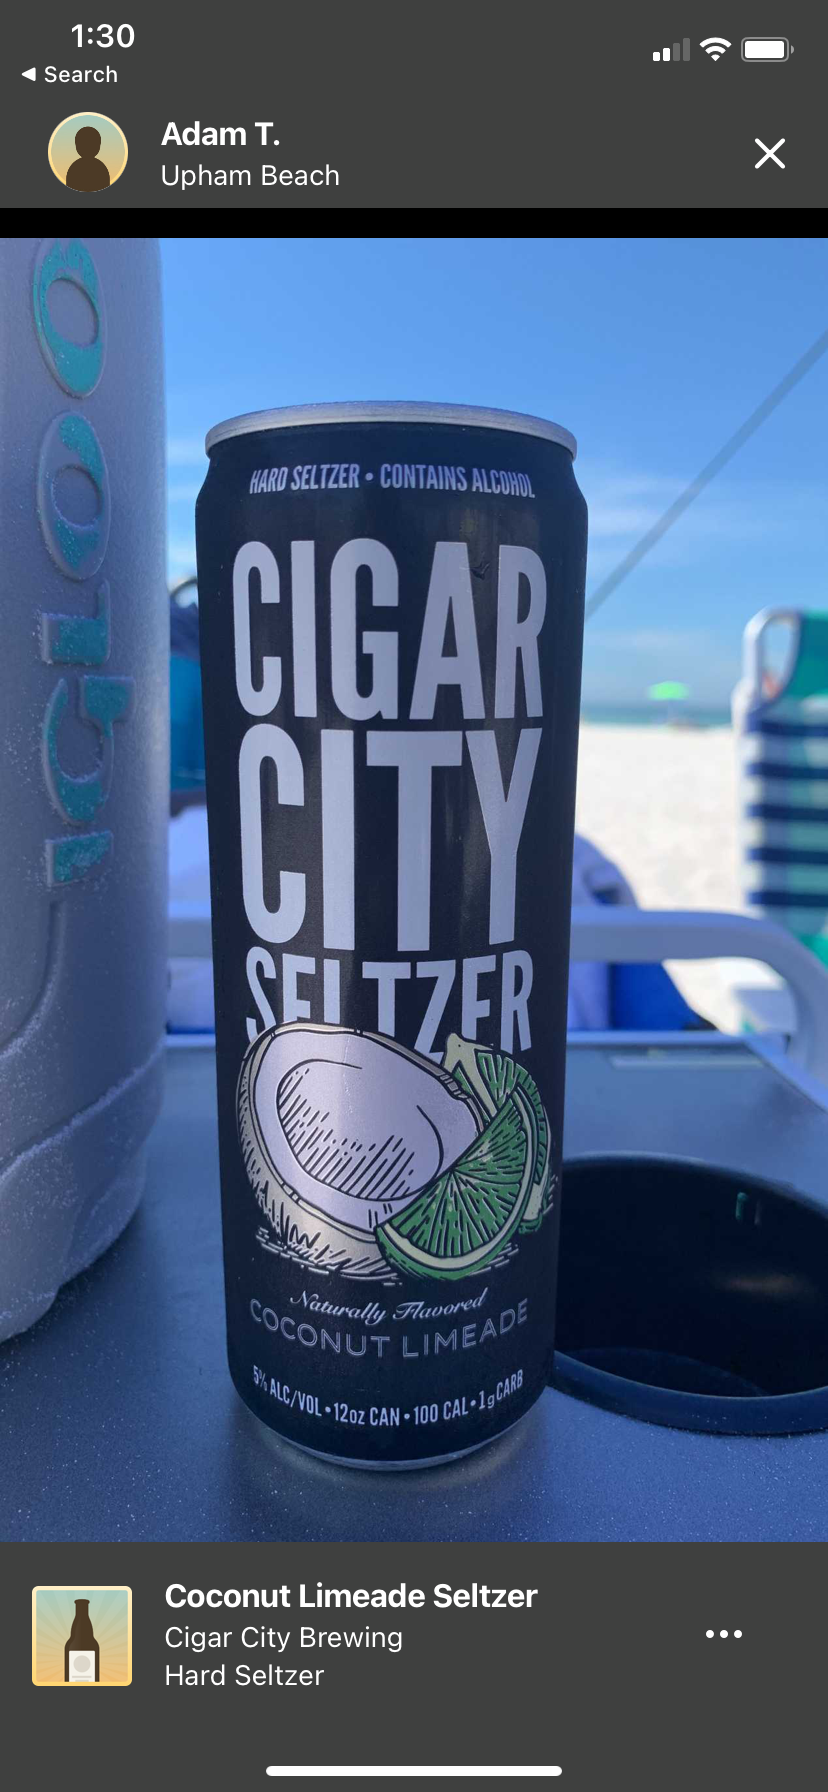 1:30
◀ Search
Adam T.
Upham Beach
IGLOO
HARD SELTZER • CONTAINS ALCOHOL
CIGAR
CITY
SELTZER
Naturally Flavored
COCONUT LIMEADE
5% ALC/VOL • 12oz CAN • 100 CAL • 1g CARB
Coconut Limeade Seltzer
Cigar City Brewing
Hard Seltzer